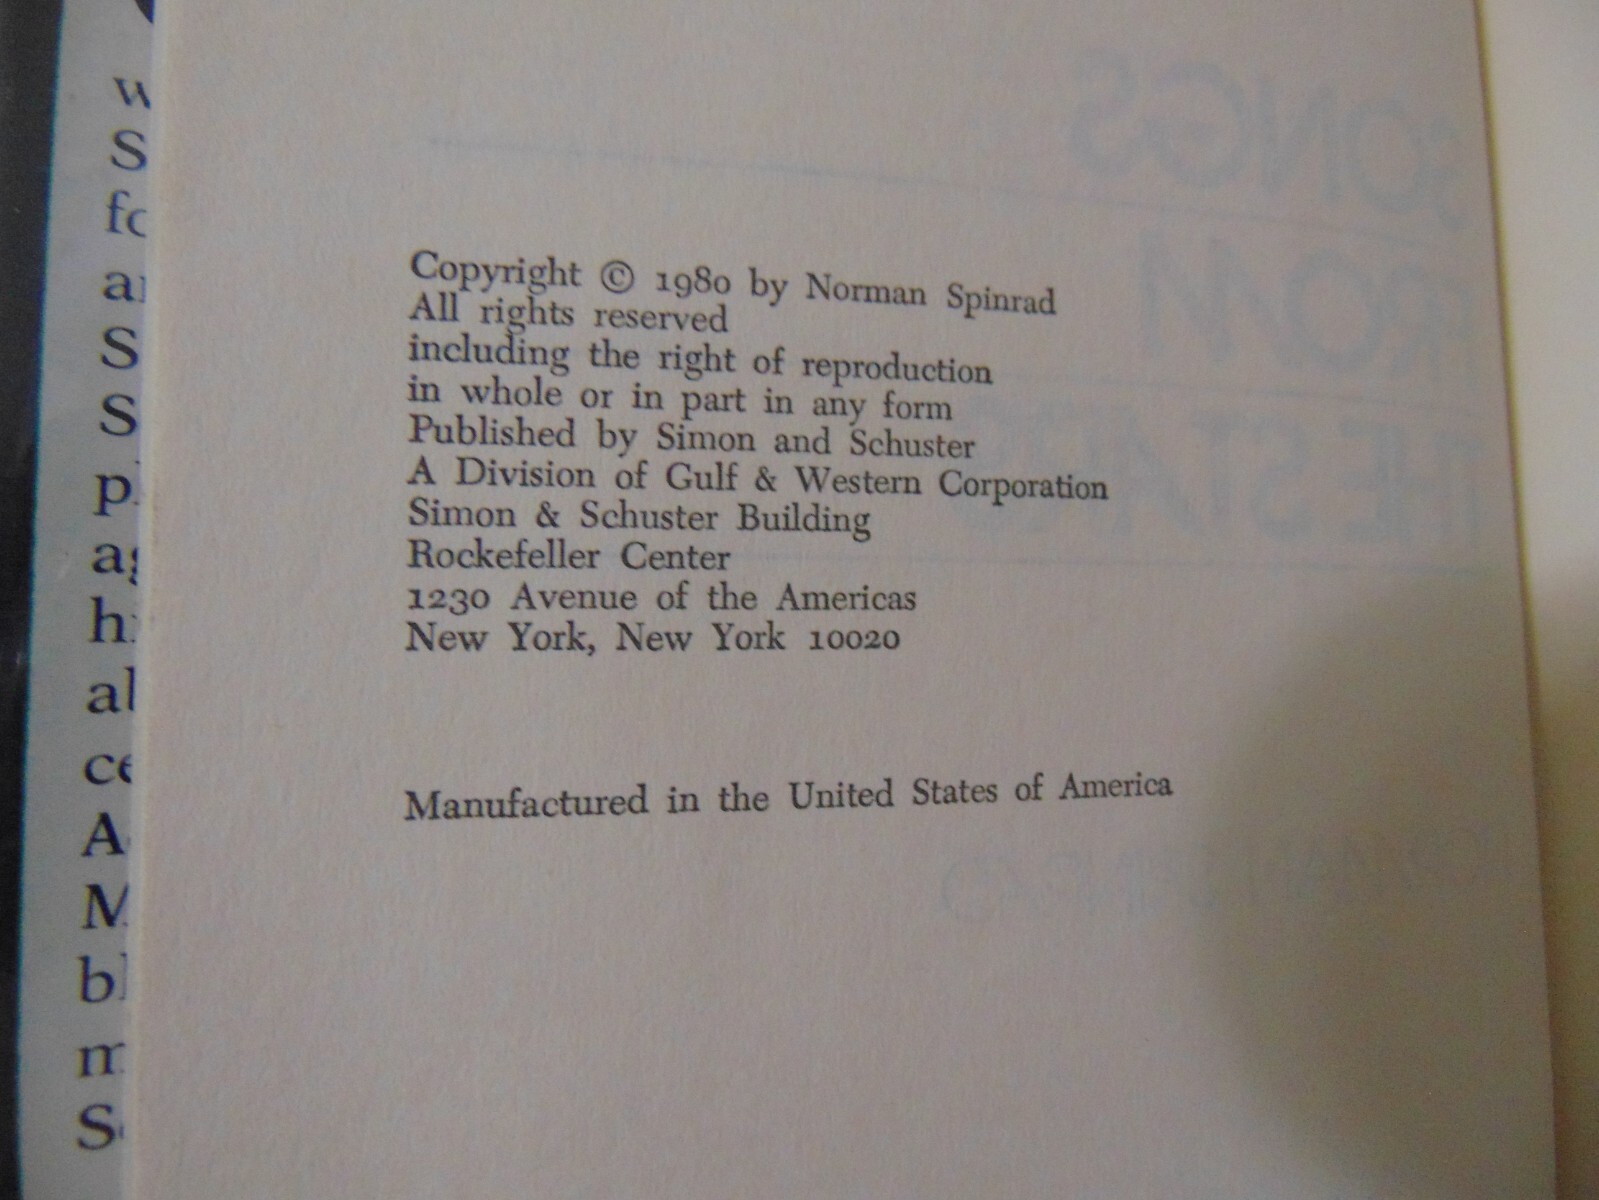 Copyright © 1980 by Norman Spinrad
All rights reserved
including the right of reproduction
in whole or in part in any form
Published by Simon and Schuster
A Division of Gulf & Western Corporation
Simon & Schuster Building
Rockefeller Center
1230 Avenue of the Americas
New York, New York 10020
Manufactured in the United States of America